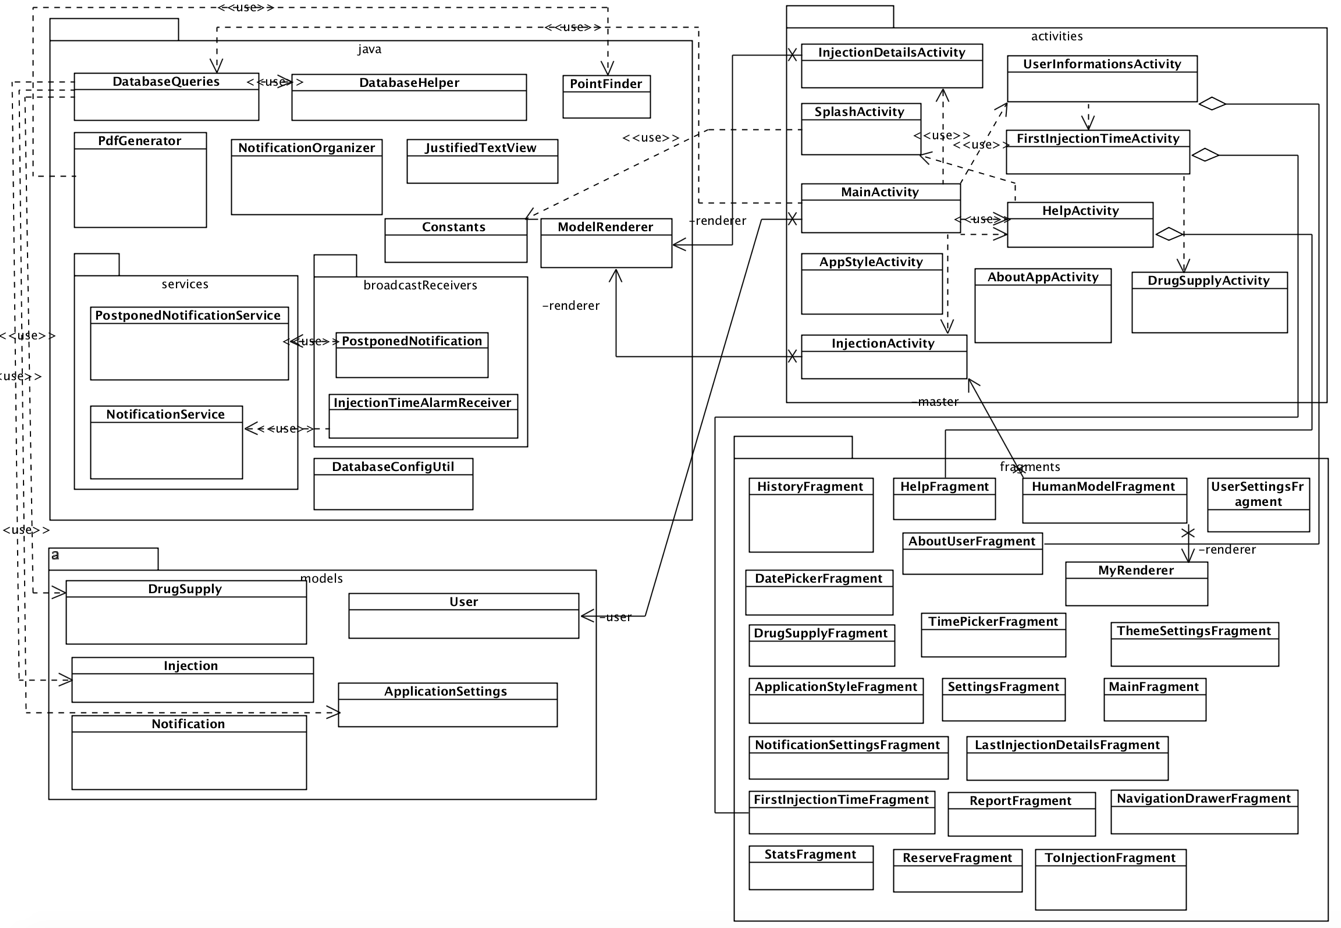 <<use>>
<<use>>
java
DatabaseQueries
<<use>>
DatabaseHelper
PointFinder
PdfGenerator
NotificationOrganizer
JustifiedTextView
<<use>>
Constants
ModelRenderer
-renderer
-renderer
services
PostponedNotificationService
NotificationService
broadcastReceivers
<<use>>
PostponedNotification
InjectionTimeAlarmReceiver
<<use>>
DatabaseConfigUtil
<<use>>
<use>>
<use>>
activities
InjectionDetailsActivity
UserInformationsActivity
SplashActivity
<<use>>
<<use>>
FirstInjectionTimeActivity
MainActivity
<<use>>
HelpActivity
AppStyleActivity
AboutAppActivity
DrugSupplyActivity
InjectionActivity
-master
a
models
DrugSupply
User
-user
Injection
ApplicationSettings
Notification
fragments
HistoryFragment
HelpFragment
HumanModelFragment
UserSettingsFr
agment
AboutUserFragment
-renderer
MyRenderer
DatePickerFragment
TimePickerFragment
DrugSupplyFragment
ThemeSettingsFragment
ApplicationStyleFragment
SettingsFragment
MainFragment
NotificationSettingsFragment
LastInjectionDetailsFragment
FirstInjectionTimeFragment
ReportFragment
NavigationDrawerFragment
StatsFragment
ReserveFragment
ToInjectionFragment